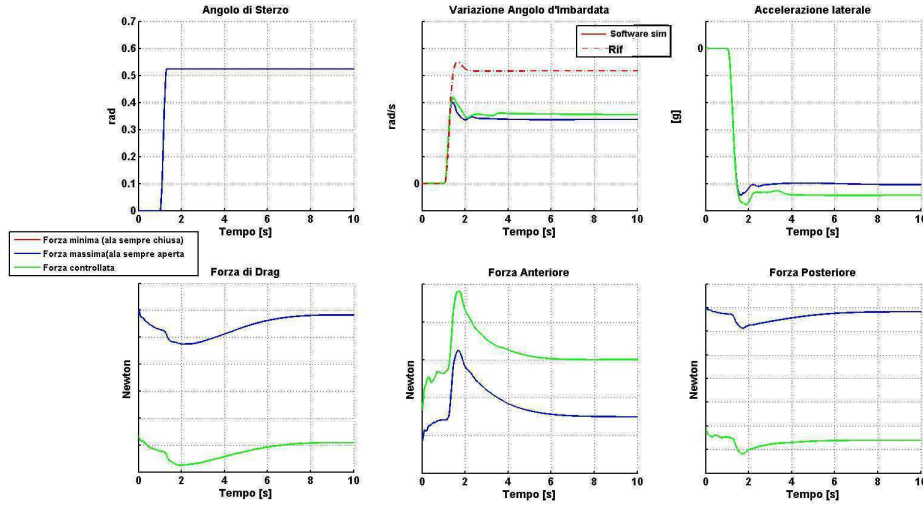 Angolo di Sterzo
0.7
0.6
0.5
0.4
0.3
0.2
0.1
0
rad
0 2 4 6 8 10
Tempo [s]
Variazione Angolo d'Imbardata
Software sim
Rif
rad/s
0
0 2 4 6 8 10
Tempo [s]
Accelerazione laterale
0
[g]
0 2 4 6 8 10
Tempo [s]
Forza minima (ala sempre chiusa)
Forza massima(ala sempre aperta
Forza controllata
Forza di Drag
Newton
0 2 4 6 8 10
Tempo [s]
Forza Anteriore
Newton
0 2 4 6 8 10
Tempo [s]
Forza Posteriore
Newton
0 2 4 6 8 10
Tempo [s]